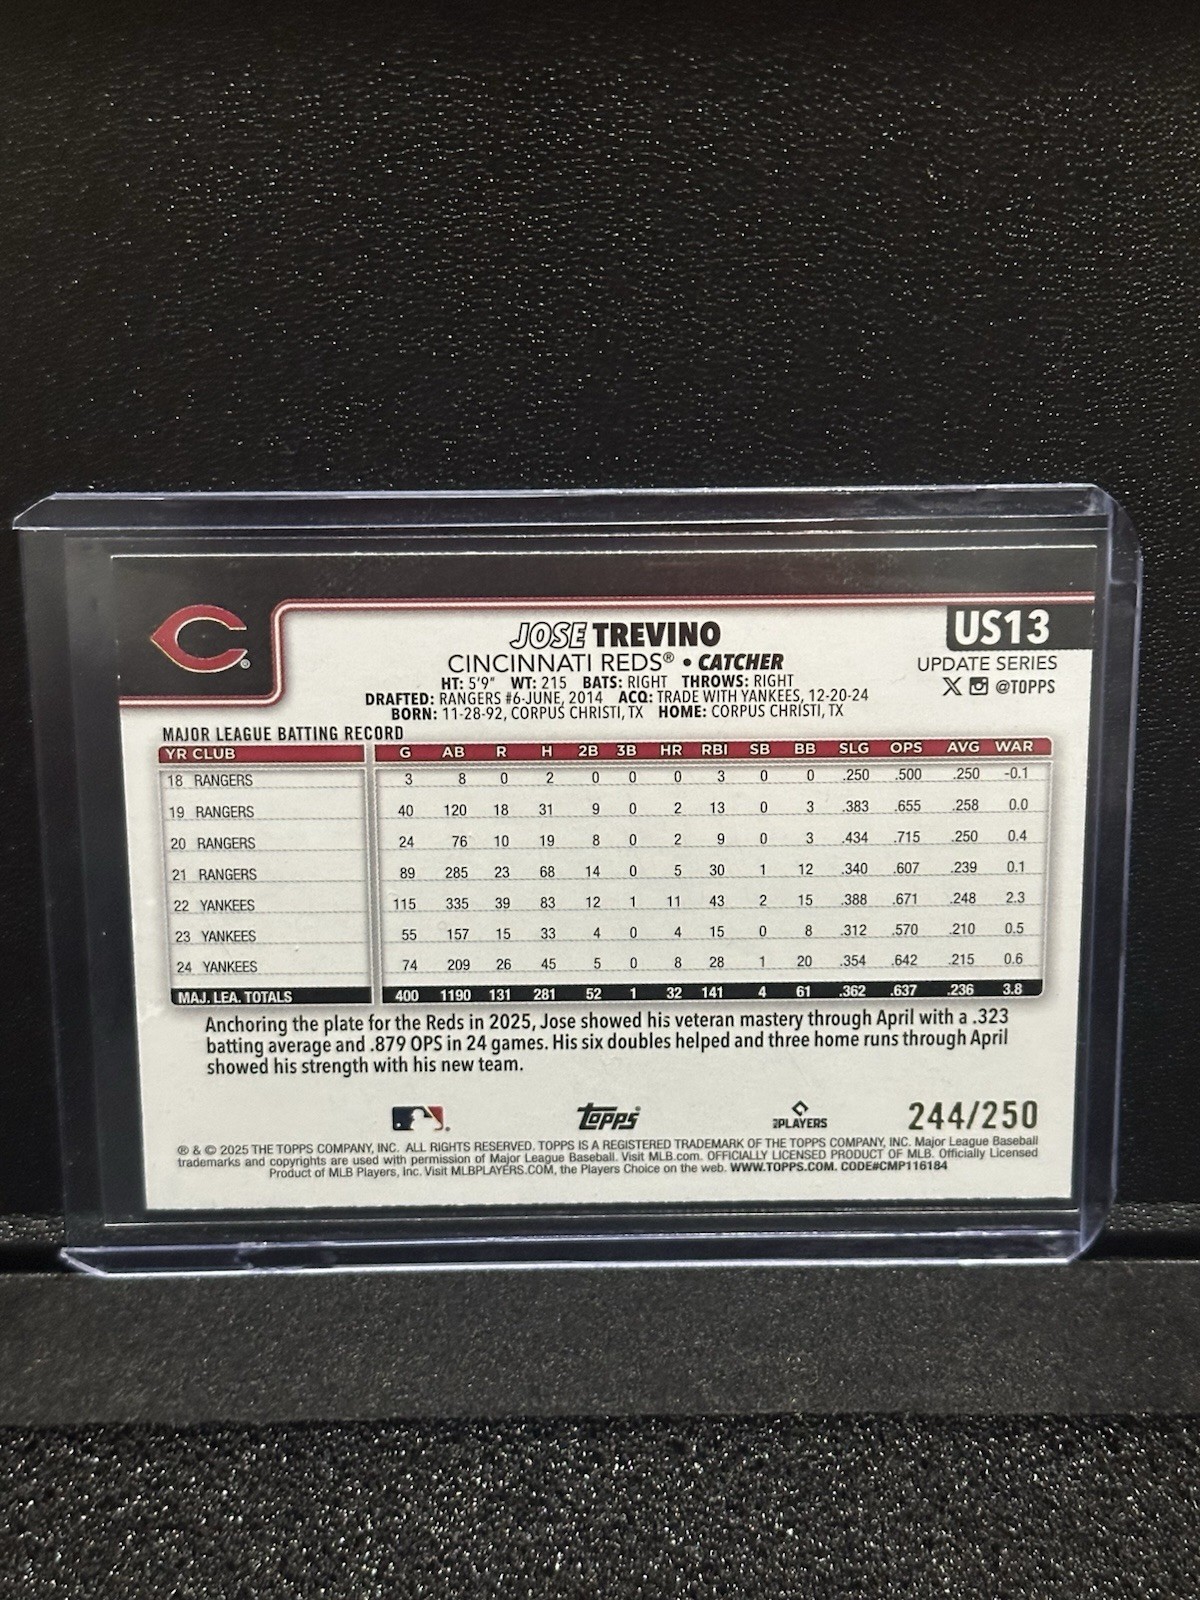 JOSE TREVINO
US13
CINCINNATI REDS® • CATCHER
UPDATE SERIES
HT: 5'9" WT: 215 BATS: RIGHT THROWS: RIGHT
@TOPPS
DRAFTED: RANGERS #6-JUNE, 2014 ACQ: TRADE WITH YANKEES, 12-20-24
BORN: 11-28-92, CORPUS CHRISTI, TX HOME: CORPUS CHRISTI, TX
MAJOR LEAGUE BATTING RECORD
YR CLUB G AB R H 2B 3B HR RBI SB BB SLG OPS AVG WAR
18 RANGERS 3 8 0 2 0 0 0 3 0 0 .250 .500 .250 -0.1
19 RANGERS 40 120 18 31 9 0 2 13 0 3 .383 .655 .258 0.0
20 RANGERS 24 76 10 19 8 0 2 9 0 3 .434 .715 .250 0.4
21 RANGERS 89 285 23 68 14 0 5 30 1 12 .340 .607 .239 0.1
22 YANKEES 115 335 39 83 12 1 11 43 2 15 .388 .671 .248 2.3
23 YANKEES 55 157 15 33 4 0 4 15 0 8 .312 .570 .210 0.5
24 YANKEES 74 209 26 45 5 0 8 28 1 20 .354 .642 .215 0.6
MAJ. LEA. TOTALS 400 1190 131 281 52 1 32 141 4 61 .362 .637 .236 3.8
Anchoring the plate for the Reds in 2025, Jose showed his veteran mastery through April with a .323
batting average and .879 OPS in 24 games. His six doubles helped and three home runs through April
showed his strength with his new team.
Topps
PLAYERS
244/250
® & © 2025 THE TOPPS COMPANY, INC. ALL RIGHTS RESERVED. TOPPS IS A REGISTERED TRADEMARK OF THE TOPPS COMPANY, INC. Major League Baseball
trademarks and copyrights are used with permission of Major League Baseball. Visit MLB.com. OFFICIALLY LICENSED PRODUCT OF MLB. Officially Licensed
Product of MLB Players, Inc. Visit MLBPLAYERS.COM, the Players Choice on the web. WWW.TOPPS.COM. CODE#CMP116184